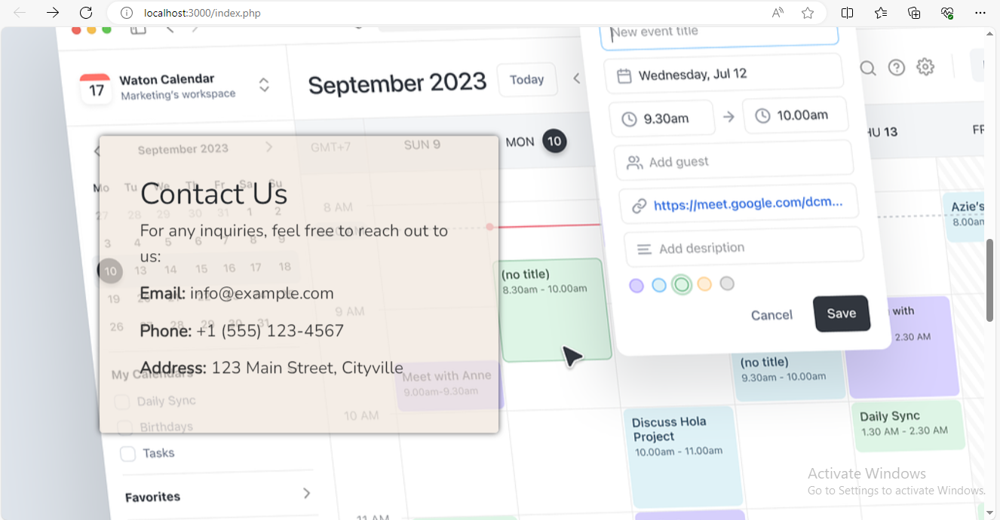 localhost:3000/index.php
New event title
Waton Calendar
Marketing's workspace
17
September 2023
Today
Wednesday, Jul 12
9.30am
10.00am
Add guest
https://meet.google.com/dcm...
Add desription
Cancel
Save
September 2023
GMT+7
SUN 9
MON 10
HU 13
FR
Mo Tu We Th Fr Sa Su
27 28 29 30 31 1 2
3 4 5 6 7 8 9
10 13 14 15 16 17 18
19
26 28 29 30 31
8 AM
9 AM
10 AM
11 AM
Contact Us
For any inquiries, feel free to reach out to
us:
Email: info@example.com
Phone: +1 (555) 123-4567
Address: 123 Main Street, Cityville
My Calendars
Daily Sync
Birthdays
Tasks
Favorites
(no title)
8.30am - 10.00am
Meet with Anne
9.00am-9.30am
Azie's
8.00am
with
2.30 AM
(no title)
9.30am - 10.00am
Discuss Hola
Project
10.00am - 11.00am
Daily Sync
1.30 AM - 2.30 AM
Activate Windows
Go to Settings to activate Windows.